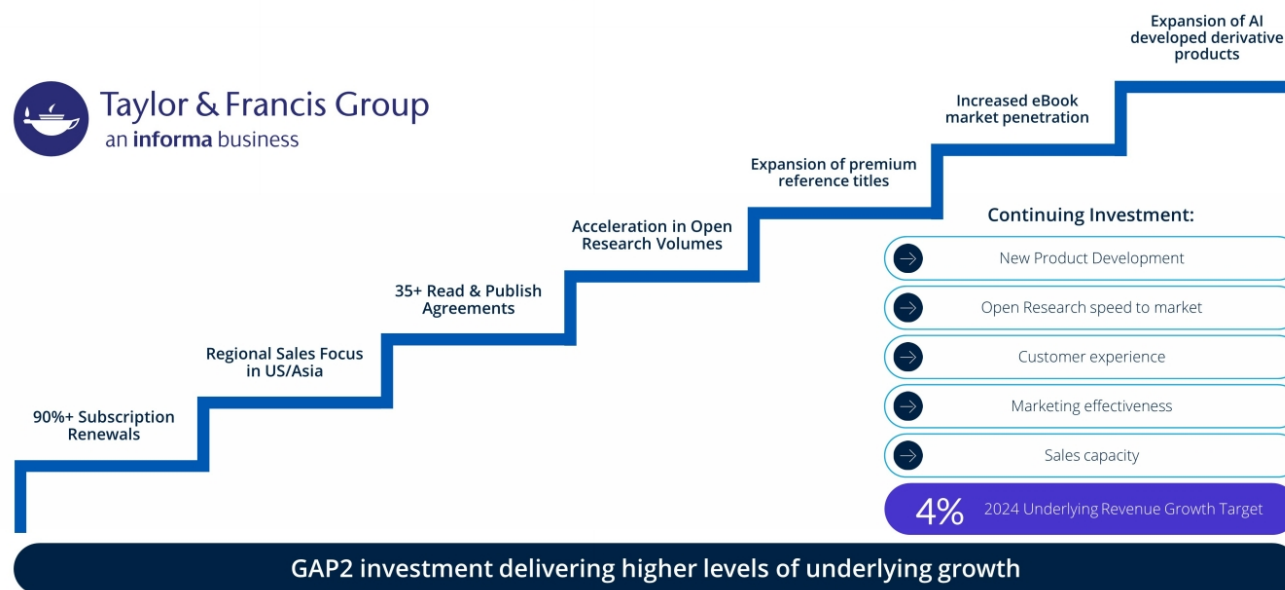 Taylor & Francis Group
an informa business
90%+ Subscription
Renewals
Regional Sales Focus
in US/Asia
35+ Read & Publish
Agreements
Acceleration in Open
Research Volumes
Expansion of premium
reference titles
Increased eBook
market penetration
Expansion of AI
developed derivative
products
Continuing Investment:
New Product Development
Open Research speed to market
Customer experience
Marketing effectiveness
Sales capacity
4% 2024 Underlying Revenue Growth Target
GAP2 investment delivering higher levels of underlying growth